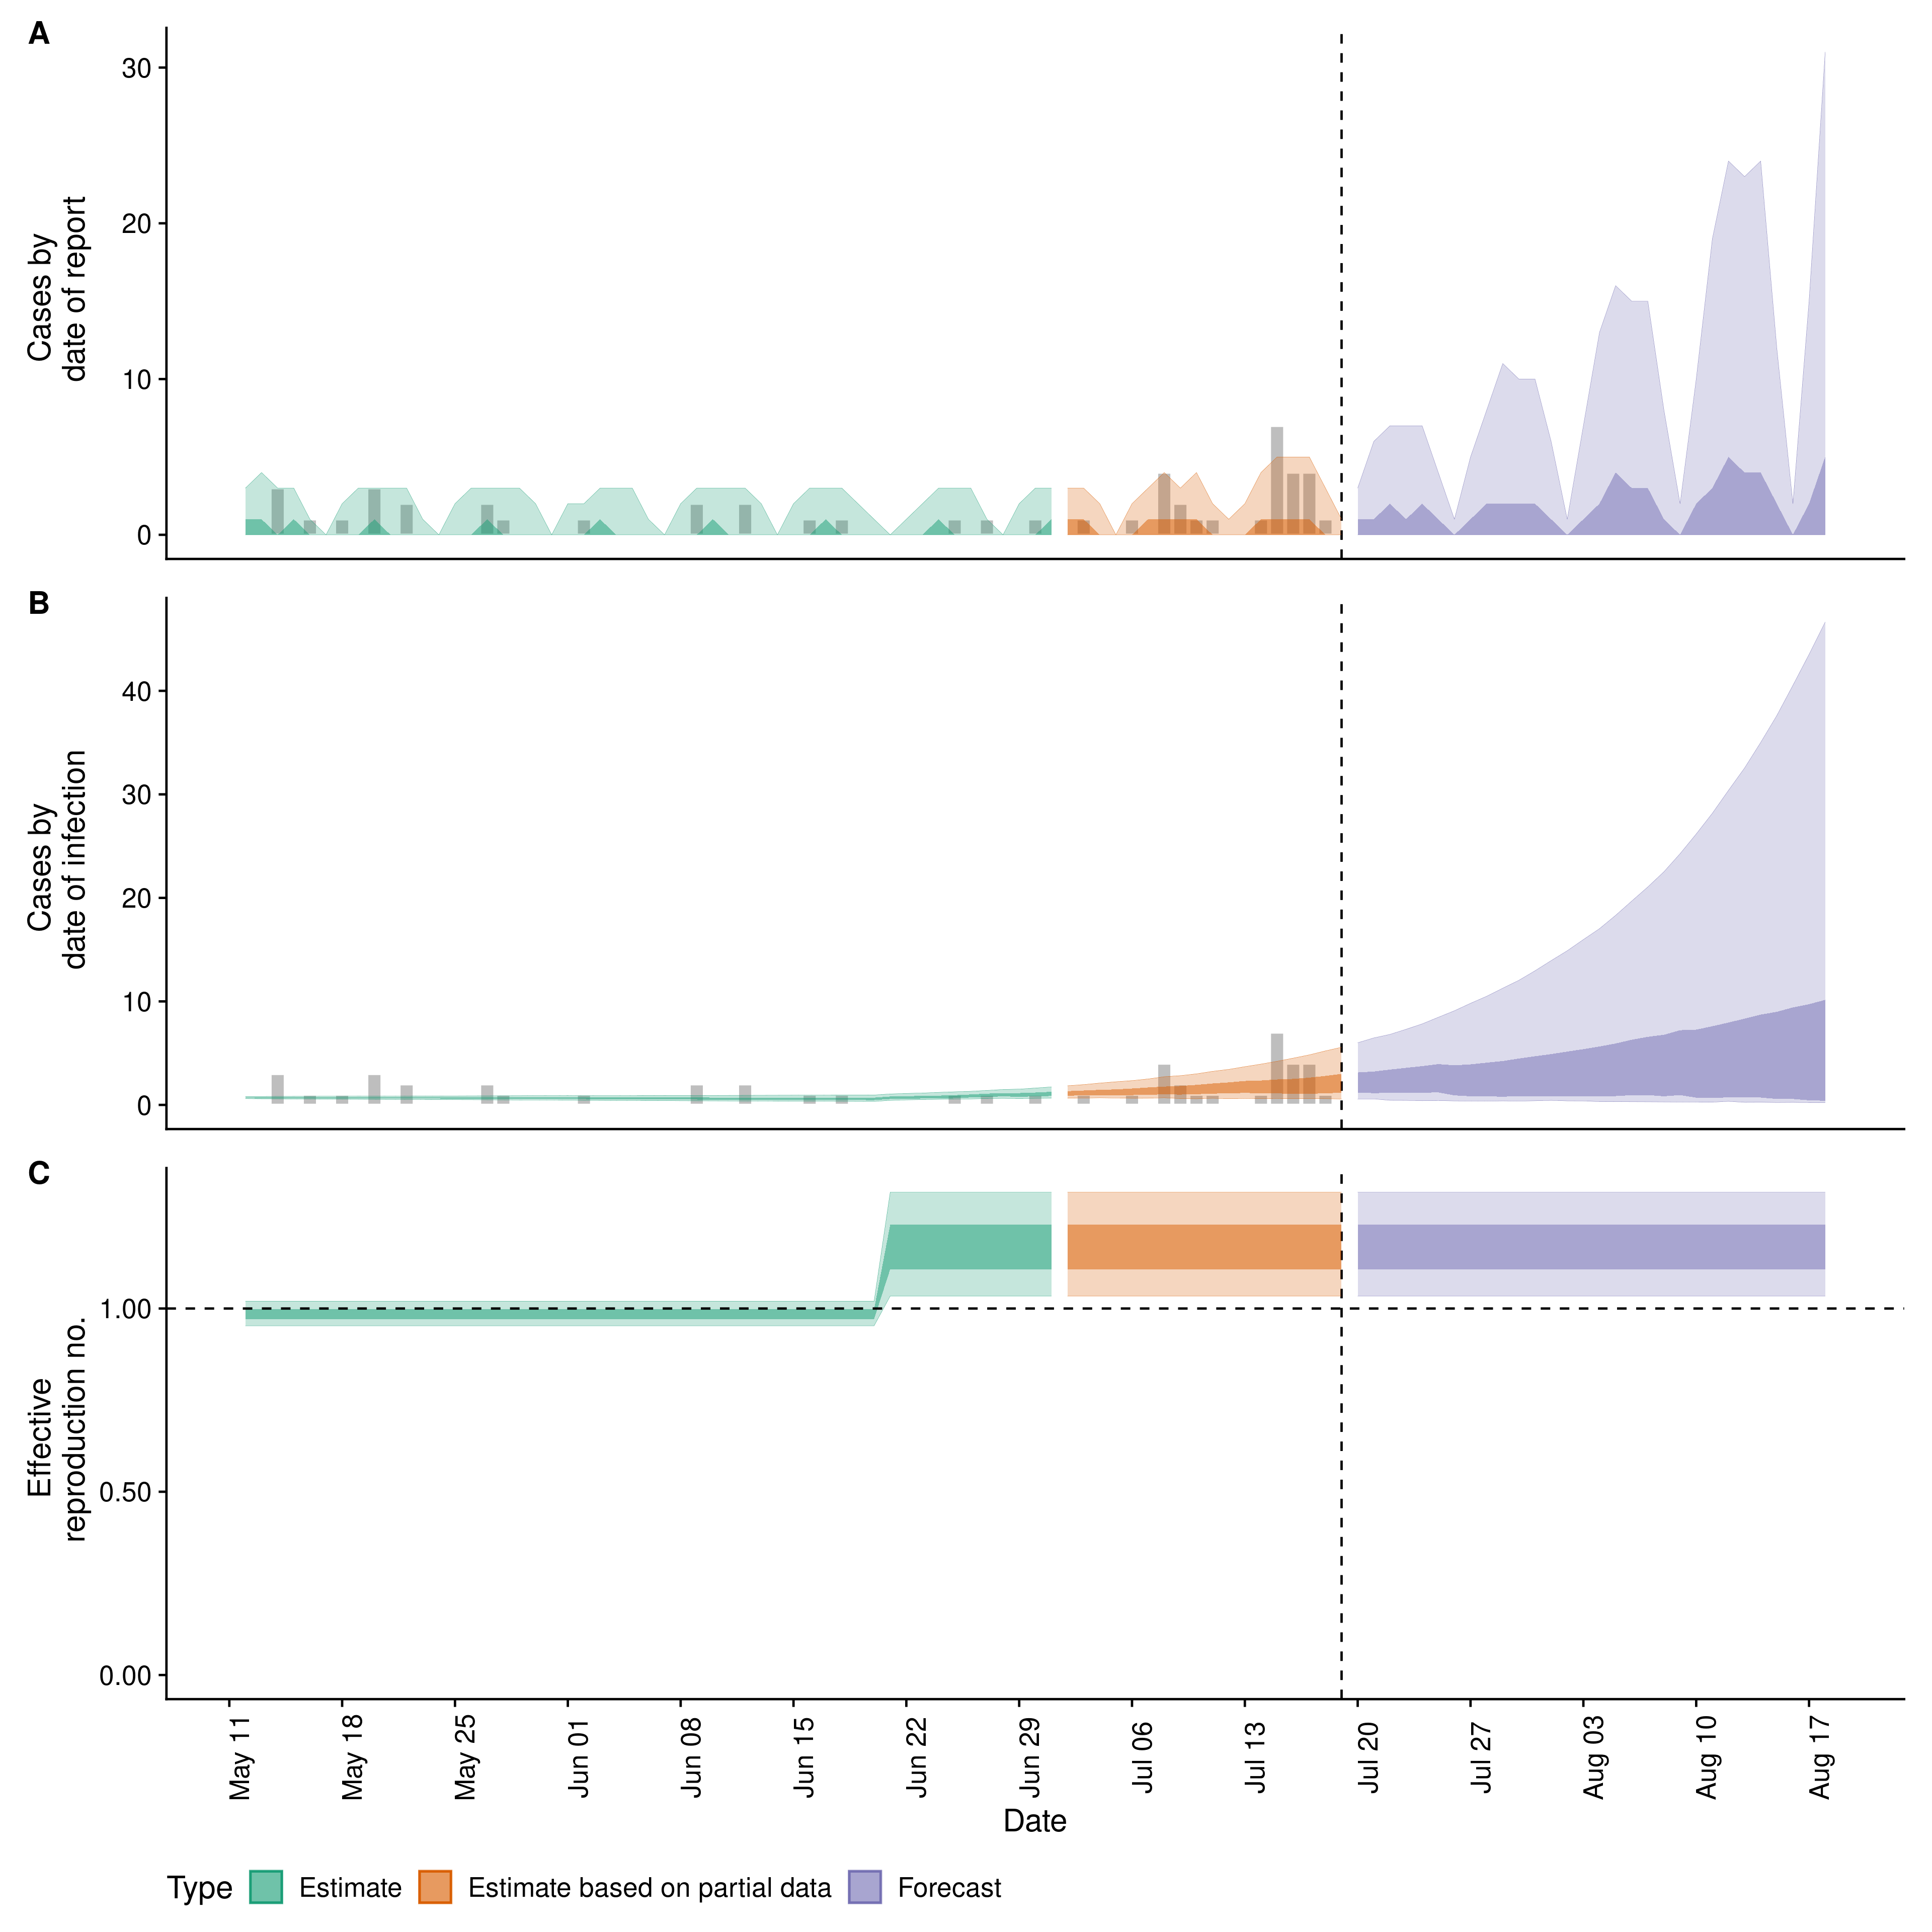 A
30
20
10
0
Cases by
date of report
B
40
30
20
10
0
Cases by
date of infection
C
1.00
0.50
0.00
Effective
reproduction no.
May 11
May 18
May 25
Jun 01
Jun 08
Jun 15
Jun 22
Jun 29
Jul 06
Jul 13
Jul 20
Jul 27
Aug 03
Aug 10
Aug 17
Date
Type Estimate Estimate based on partial data Forecast